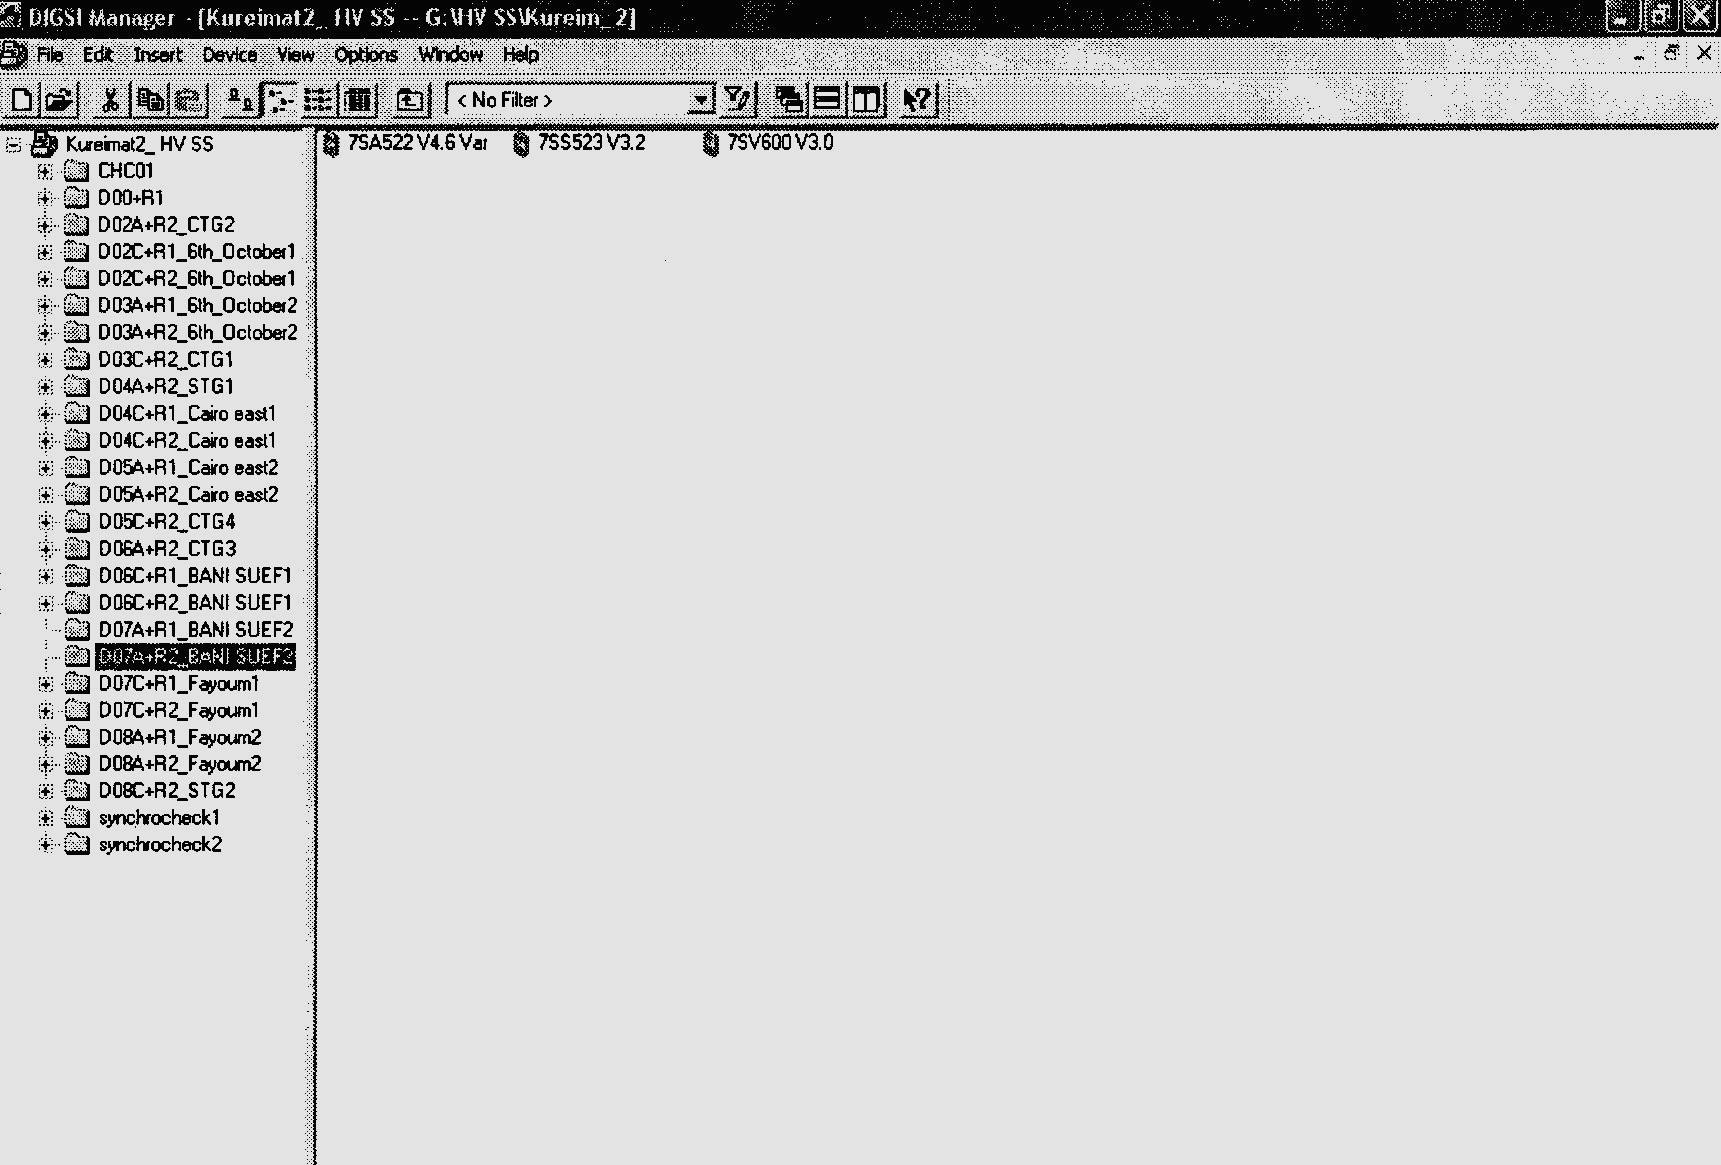 DIGSI Manager - [Kureimat2_ HV SS -- G:\HV SS\Kureim_2]
File Edit Insert Device View Options Window Help
< No Filter >
Kureimat2_ HV SS
CHC01
D00+R1
D02A+R2_CTG2
D02C+R1_6th_October1
D02C+R2_6th_October1
D03A+R1_6th_October2
D03A+R2_6th_October2
D03C+R2_CTG1
D04A+R2_STG1
D04C+R1_Cairo east1
D04C+R2_Cairo east1
D05A+R1_Cairo east2
D05A+R2_Cairo east2
D05C+R2_CTG4
D06A+R2_CTG3
D06C+R1_BANI SUEF1
D06C+R2_BANI SUEF1
D07A+R1_BANI SUEF2
D07A+R2_BANI SUEF2
D07C+R1_Fayoum1
D07C+R2_Fayoum1
D08A+R1_Fayoum2
D08A+R2_Fayoum2
D08C+R2_STG2
synchrocheck1
synchrocheck2
7SA522 V4.6 Var
7SS523 V3.2
7SV600 V3.0